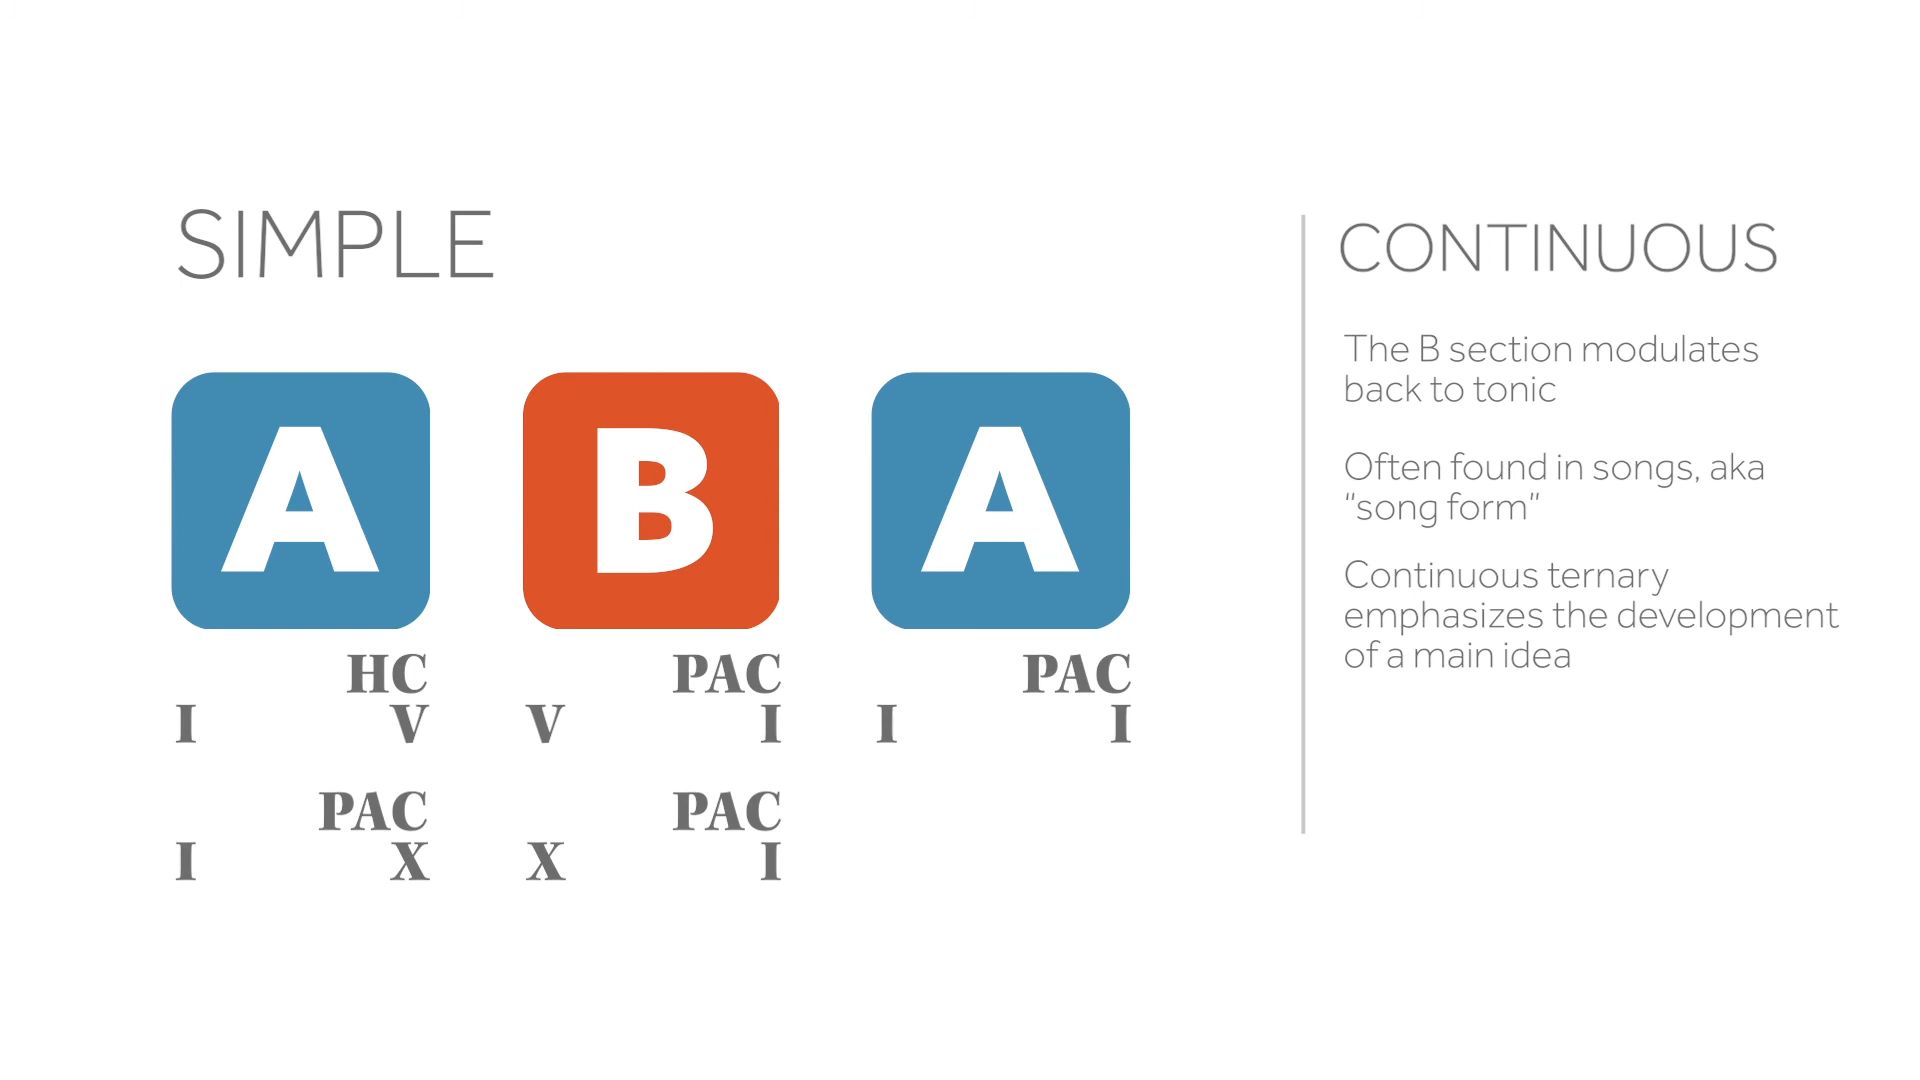 SIMPLE
A B A
HC PAC PAC
I V V I I I
PAC PAC
I X X I
CONTINUOUS
The B section modulates
back to tonic
Often found in songs, aka
“song form”
Continuous ternary
emphasizes the development
of a main idea